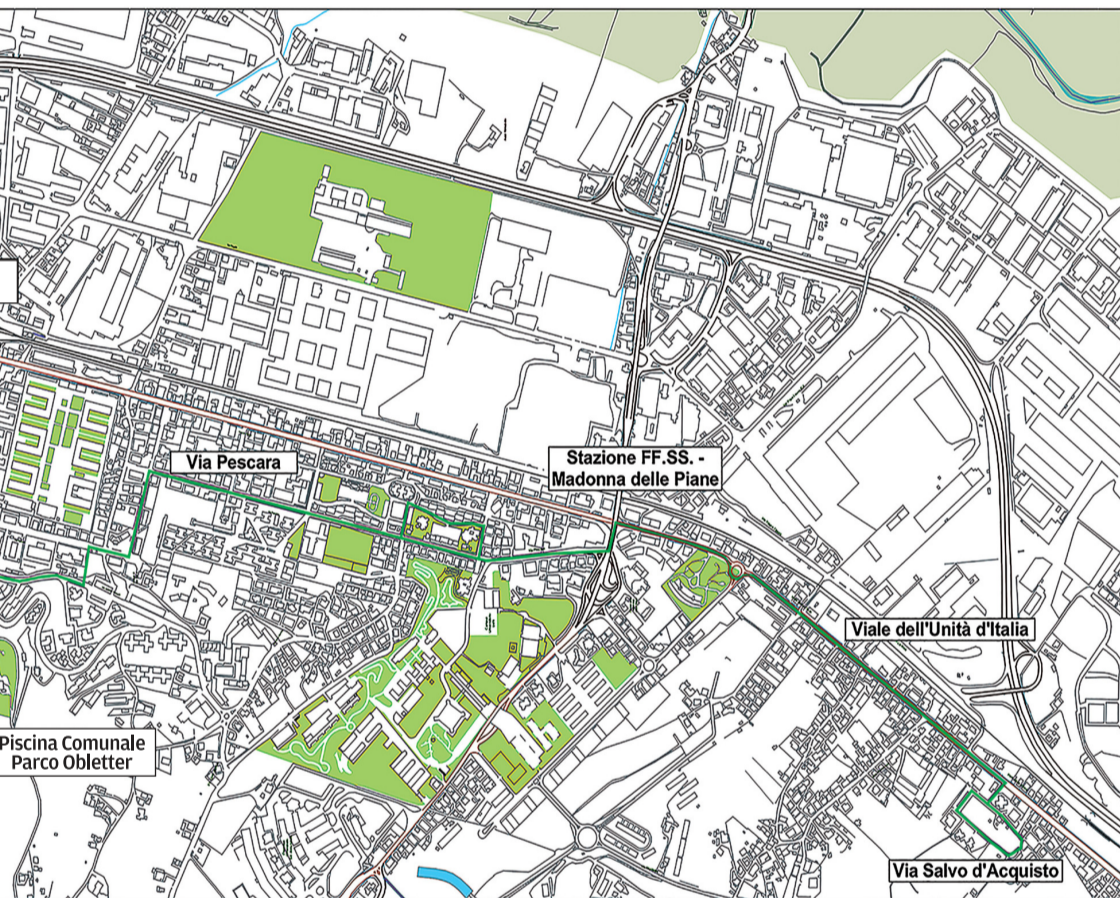 Via Pescara
Stazione FF.SS. -
Madonna delle Piane
Viale dell'Unità d'Italia
Piscina Comunale
Parco Obletter
Via Salvo d'Acquisto